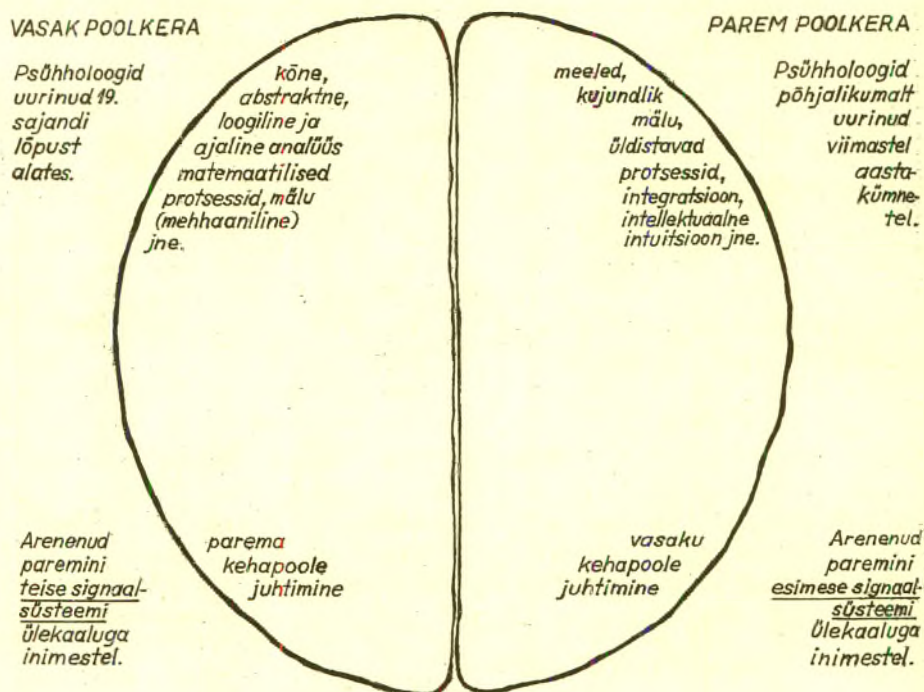 VASAK POOLKERA
Psühholoogid
uurinud 19.
sajandi
lõpust
alates.
kõne,
abstraktne,
loogiline ja
ajaline analüüs
matemaatilised
protsessid, mälu
(mehhaaniline)
jne.
PAREM POOLKERA
meeled,
kujundlik
mälu,
üldistavad
protsessid,
integratsioon,
intellektuaalne
intuitsioon jne.
Psühholoogid
põhjalikumalt
uurinud
viimastel
aasta-
kümne-
tel.
Arenenud
paremini
teise signaal-
süsteemi
ülekaaluga
inimestel.
parema
kehapoole
juhtimine
vasaku
kehapoole
juhtimine
Arenenud
paremini
esimese signaal-
süsteemi
ülekaaluga
inimestel.